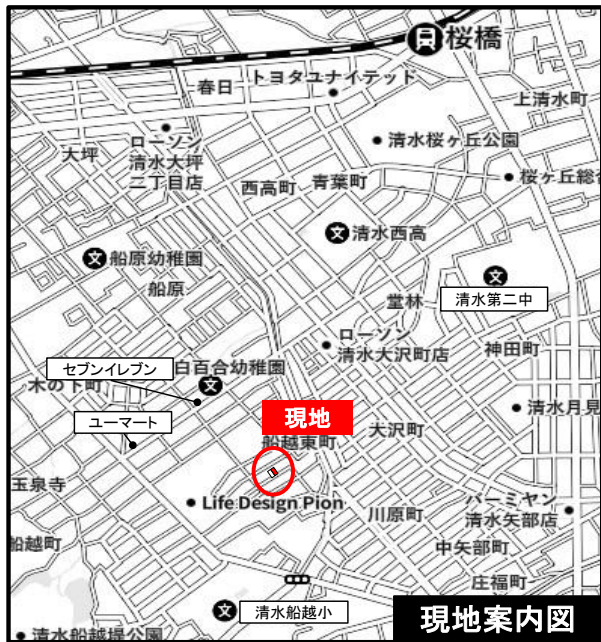 桜橋
春日
トヨタユナイテッド
上清水町
ローソン
清水大坪
二丁目店
大坪
清水桜ヶ丘公園
西高町
青葉町
桜ヶ丘総合
清水西高
船原幼稚園
船原
清水第二中
堂林
ローソン
清水大沢町店
神田町
セブンイレブン
白百合幼稚園
木の下町
ユーマート
現地
船越東町
大沢町
清水月見
玉泉寺
Life Design Pion
川原町
バーミヤン
清水矢部店
中矢部町
船越町
庄福町
清水船越小
清水船越堤公園
現地案内図
文
文
文
文
文